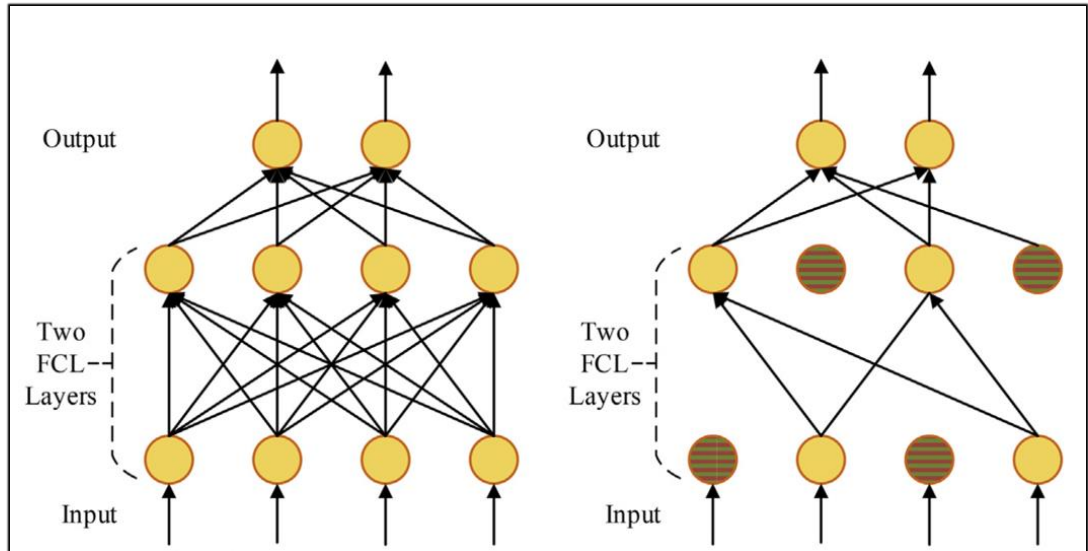 Output
Two
FCL
Layers
Input
Output
Two
FCL
Layers
Input